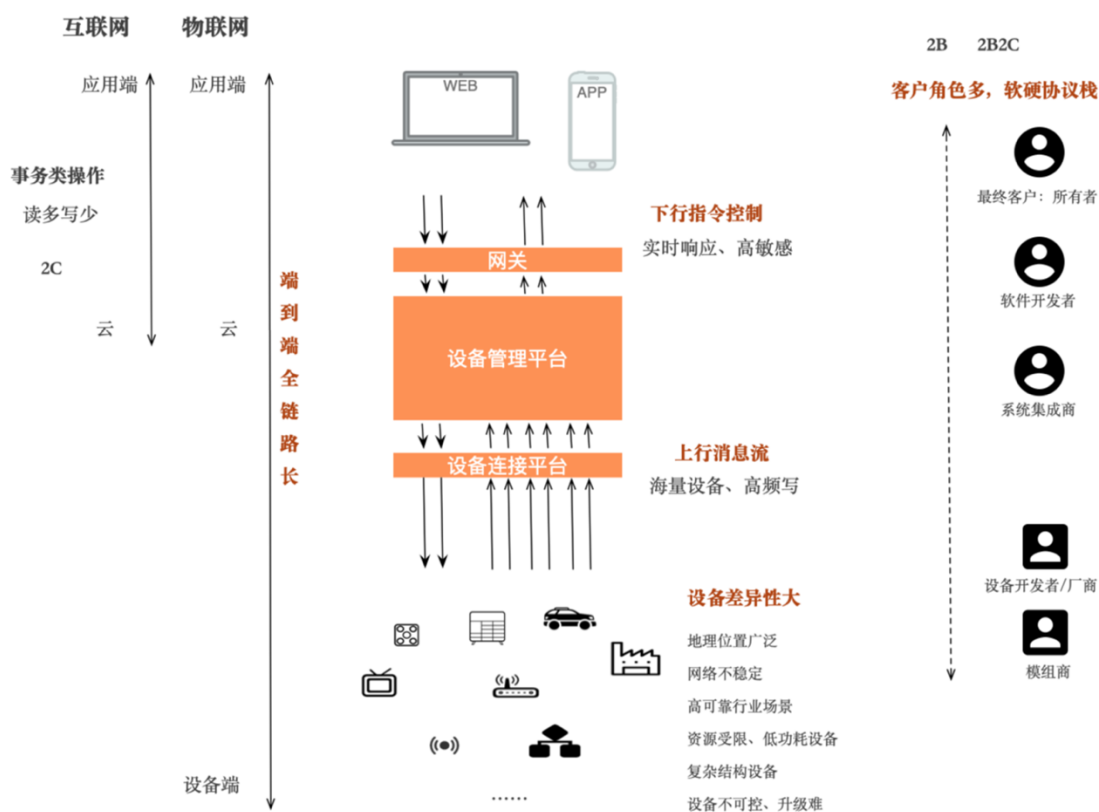 互联网
物联网
2B
2B2C
应用端
应用端
WEB
APP
客户角色多，软硬协议栈
事务类操作
读多写少
2C
最终客户：所有者
下行指令控制
实时响应、高敏感
网关
端到端全链路长
软件开发者
云
云
设备管理平台
系统集成商
上行消息流
设备连接平台
海量设备、高频写
设备开发者/厂商
设备差异性大
地理位置广泛
模组商
网络不稳定
高可靠行业场景
资源受限、低功耗设备
复杂结构设备
设备端
......
设备不可控、升级难